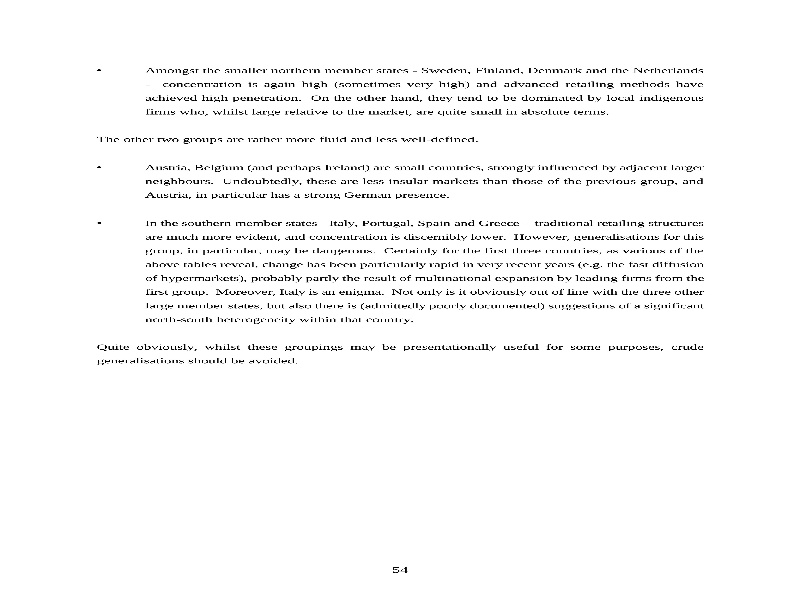 • Amongst the smaller northern member states - Sweden, Finland, Denmark and the Netherlands
- concentration is again high (sometimes very high) and advanced retailing methods have
achieved high penetration. On the other hand, they tend to be dominated by local indigenous
firms who, whilst large relative to the market, are quite small in absolute terms.
The other two groups are rather more fluid and less well-defined.
• Austria, Belgium (and perhaps Ireland) are small countries, strongly influenced by adjacent larger
neighbours. Undoubtedly, these are less insular markets than those of the previous group, and
Austria, in particular has a strong German presence.
• In the southern member states - Italy, Portugal, Spain and Greece - traditional retailing structures
are much more evident, and concentration is discernibly lower. However, generalisations for this
group, in particular, may be dangerous. Certainly for the first three countries, as various of the
above tables reveal, change has been particularly rapid in very recent years (e.g. the fast diffusion
of hypermarkets), probably partly the result of multinational expansion by leading firms from the
first group. Moreover, Italy is an enigma. Not only is it obviously out of line with the three other
large member states, but also there is (admittedly poorly documented) suggestions of a significant
north-south heterogeneity within that country.
Quite obviously, whilst these groupings may be presentationally useful for some purposes, crude
generalisations should be avoided.
54